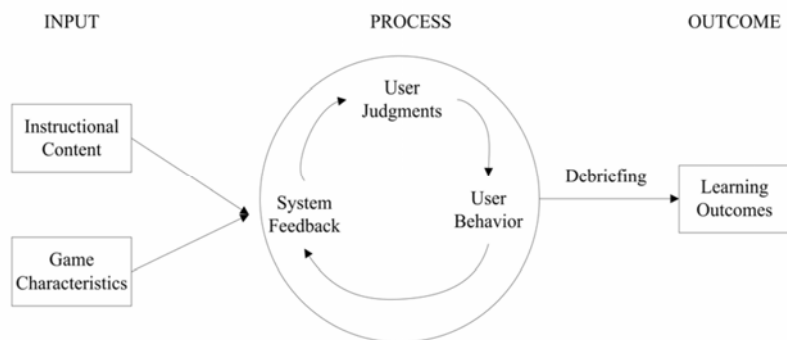 INPUT
PROCESS
OUTCOME
Instructional
Content
Game
Characteristics
User
Judgments
System
Feedback
User
Behavior
Debriefing
Learning
Outcomes